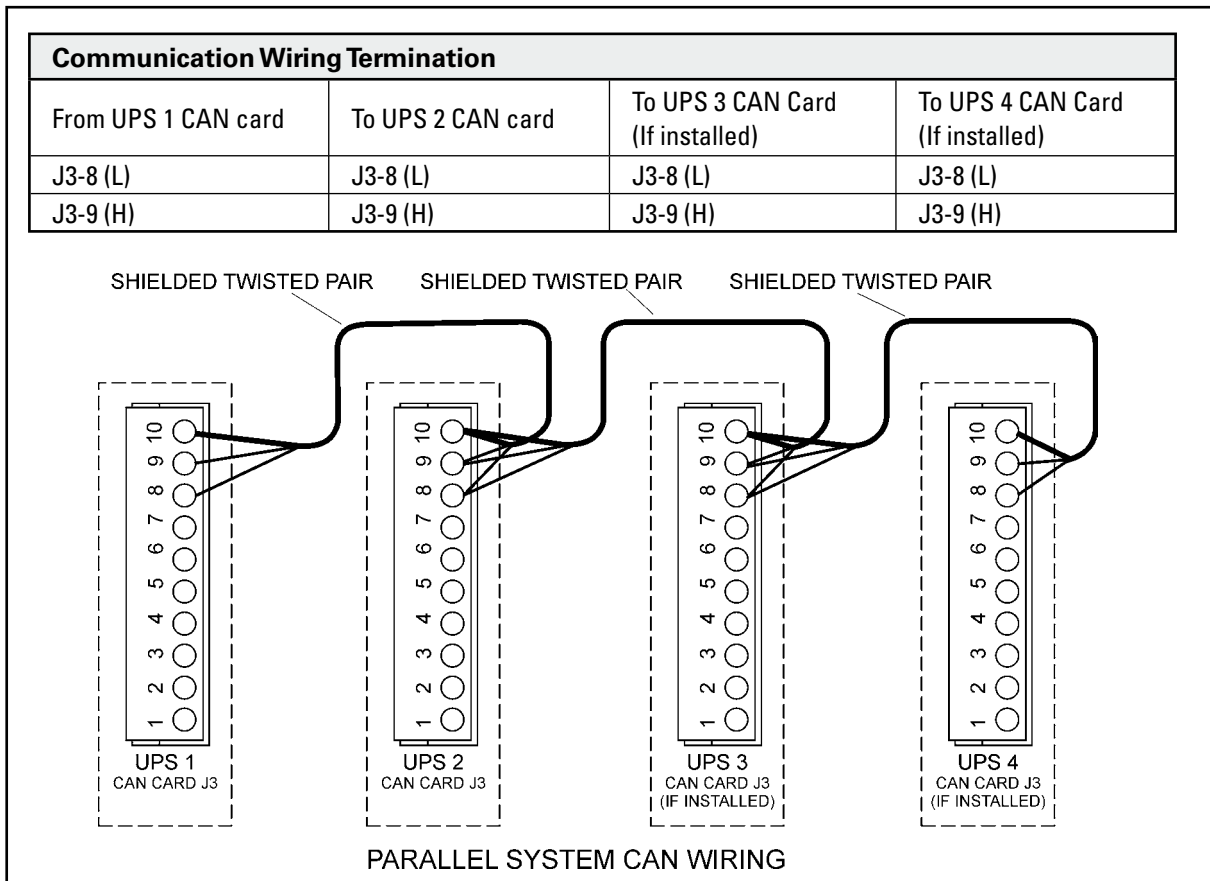 Communication Wiring Termination
From UPS 1 CAN card
To UPS 2 CAN card
To UPS 3 CAN Card
(If installed)
To UPS 4 CAN Card
(If installed)
J3-8 (L)
J3-8 (L)
J3-8 (L)
J3-8 (L)
J3-9 (H)
J3-9 (H)
J3-9 (H)
J3-9 (H)
SHIELDED TWISTED PAIR
SHIELDED TWISTED PAIR
SHIELDED TWISTED PAIR
10
9
8
7
6
5
4
3
2
1
UPS 1
CAN CARD J3
10
9
8
7
6
5
4
3
2
1
UPS 2
CAN CARD J3
10
9
8
7
6
5
4
3
2
1
UPS 3
CAN CARD J3
(IF INSTALLED)
10
9
8
7
6
5
4
3
2
1
UPS 4
CAN CARD J3
(IF INSTALLED)
PARALLEL SYSTEM CAN WIRING